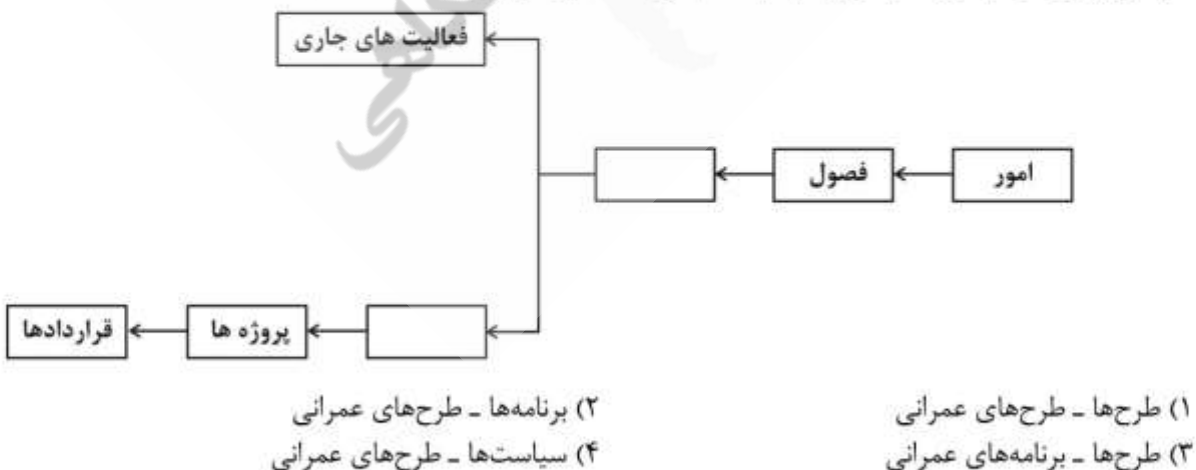 فعالیت های جاری
امور
فصول
قراردادها
پروژه ها
۱) طرح‌ها ـ طرح‌های عمرانی
۲) برنامه‌ها ـ طرح‌های عمرانی
۳) طرح‌ها ـ برنامه‌های عمرانی
۴) سیاست‌ها ـ طرح‌های عمرانی